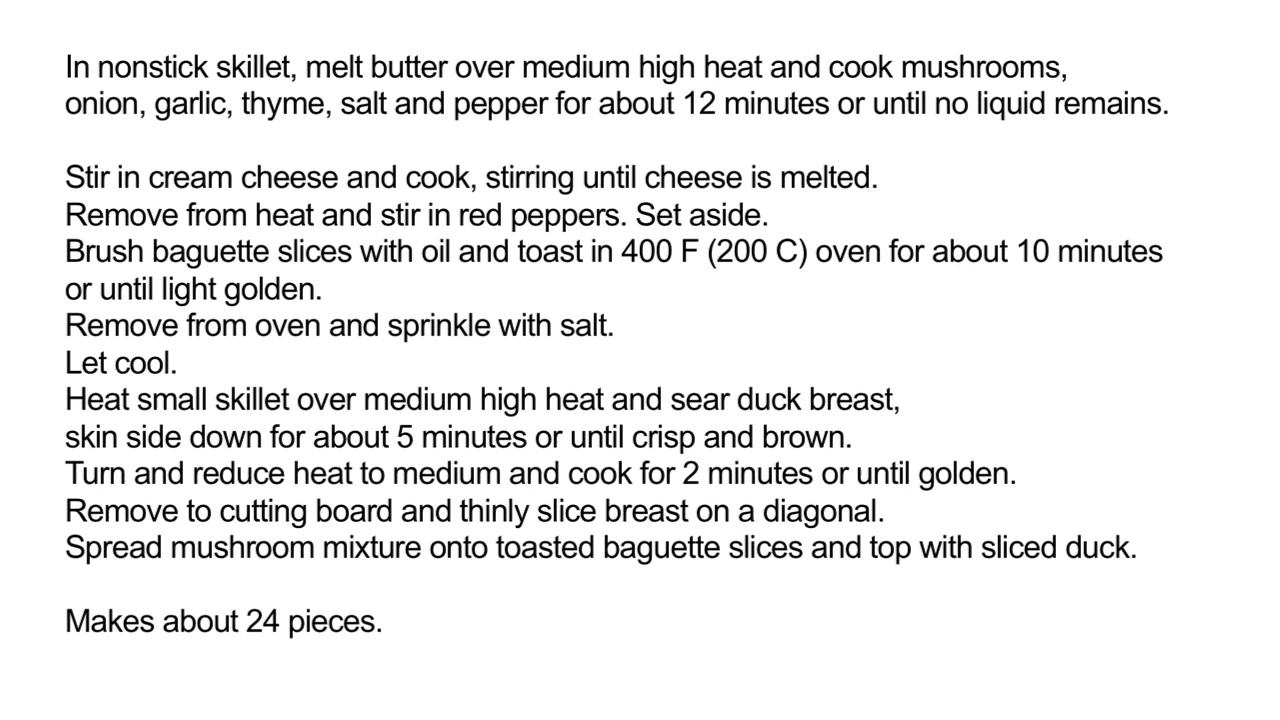 In nonstick skillet, melt butter over medium high heat and cook mushrooms,
onion, garlic, thyme, salt and pepper for about 12 minutes or until no liquid remains.
Stir in cream cheese and cook, stirring until cheese is melted.
Remove from heat and stir in red peppers. Set aside.
Brush baguette slices with oil and toast in 400 F (200 C) oven for about 10 minutes
or until light golden.
Remove from oven and sprinkle with salt.
Let cool.
Heat small skillet over medium high heat and sear duck breast,
skin side down for about 5 minutes or until crisp and brown.
Turn and reduce heat to medium and cook for 2 minutes or until golden.
Remove to cutting board and thinly slice breast on a diagonal.
Spread mushroom mixture onto toasted baguette slices and top with sliced duck.
Makes about 24 pieces.